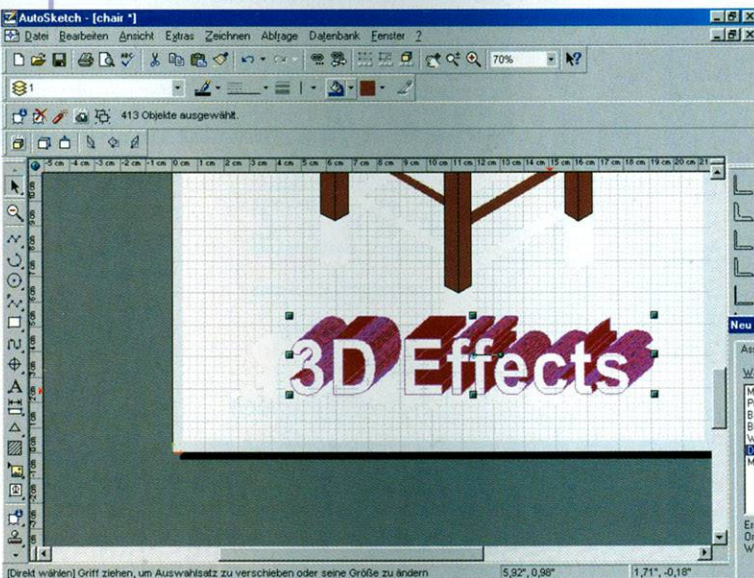 AutoSketch - [chair *]
Datei Bearbeiten Ansicht Extras Zeichnen Abfrage Datenbank Fenster ?
70%
1
413 Objekte ausgewählt.
-5 cm -4 cm -3 cm -2 cm -1 cm 0 cm 1 cm 2 cm 3 cm 4 cm 5 cm 6 cm 7 cm 8 cm 9 cm 10 cm 11 cm 12 cm 13 cm 14 cm 15 cm 16 cm 17 cm 18 cm 19 cm 20 cm 21
3D Effects
Neu
[Direkt wählen] Griff ziehen, um Auswahlsatz zu verschieben oder seine Größe zu ändern 5,92", 0,98" 1,71", -0,18"